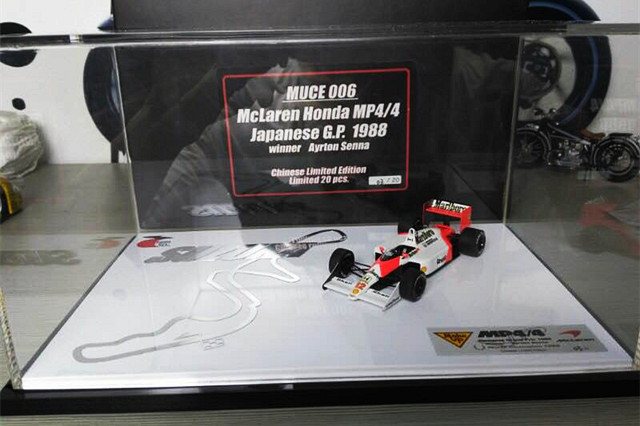 MUCE 006
McLaren Honda MP4/4
Japanese G.P. 1988
winner Ayrton Senna
Chinese Limited Edition
Limited 20 pcs.
/20
Marlboro
MP4/4
McLaren